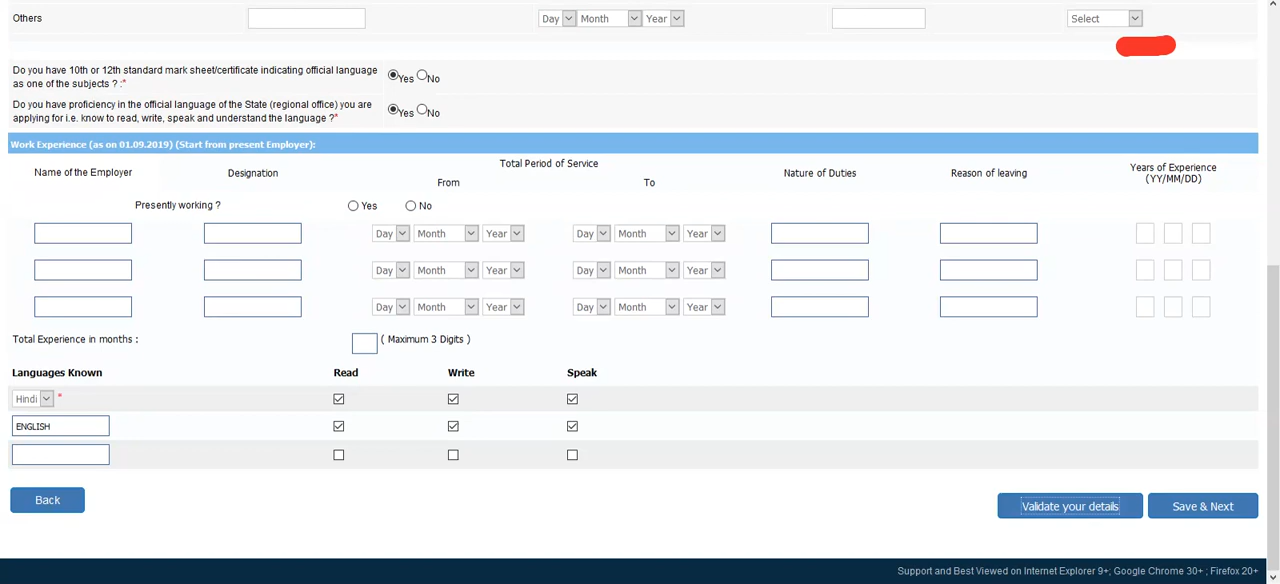 Others Day Month Year Select
Do you have 10th or 12th standard mark sheet/certificate indicating official language
as one of the subjects ? :* Yes No
Do you have proficiency in the official language of the State (regional office) you are
applying for i.e. know to read, write, speak and understand the language ?* Yes No
Work Experience (as on 01.09.2019) (Start from present Employer):
Name of the Employer Designation Total Period of Service Nature of Duties Reason of leaving Years of Experience
From To (YY/MM/DD)
Presently working ? Yes No
Day Month Year Day Month Year
Day Month Year Day Month Year
Day Month Year Day Month Year
Total Experience in months : ( Maximum 3 Digits )
Languages Known Read Write Speak
Hindi *
ENGLISH
Back Validate your details Save & Next
Support and Best Viewed on Internet Explorer 9+; Google Chrome 30+ ; Firefox 20+